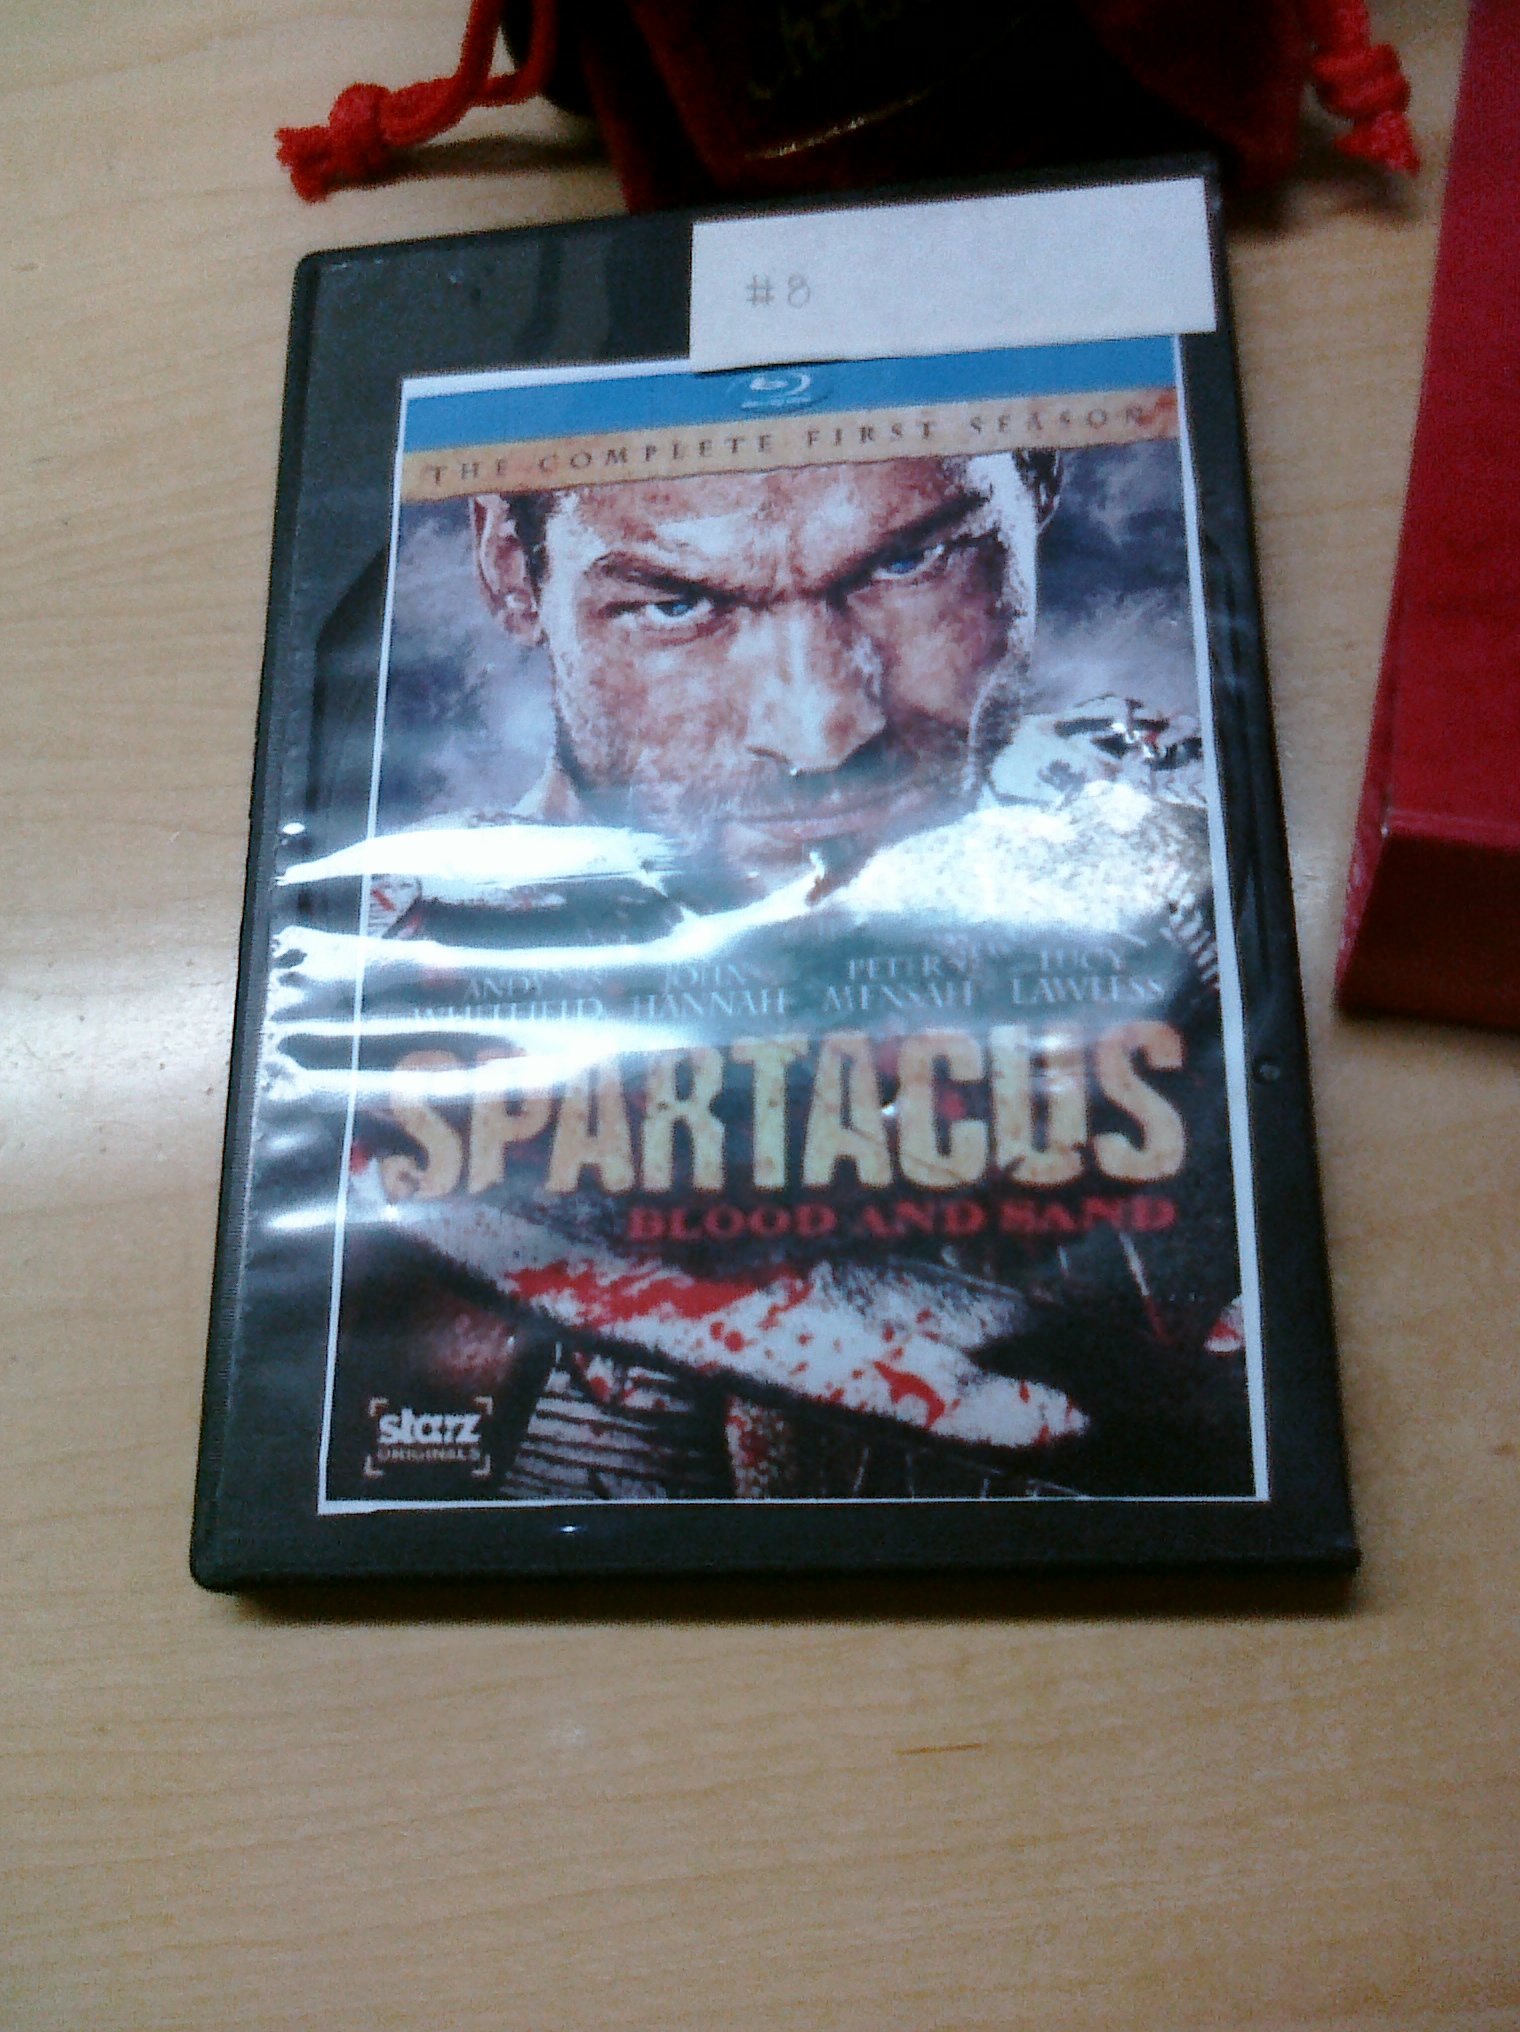 #8
THE COMPLETE FIRST SEASON
ANDY WHITFIELD JOHN HANNAH PETER MENSAH LUCY LAWLESS
SPARTACUS
BLOOD AND SAND
starz
ORIGINALS